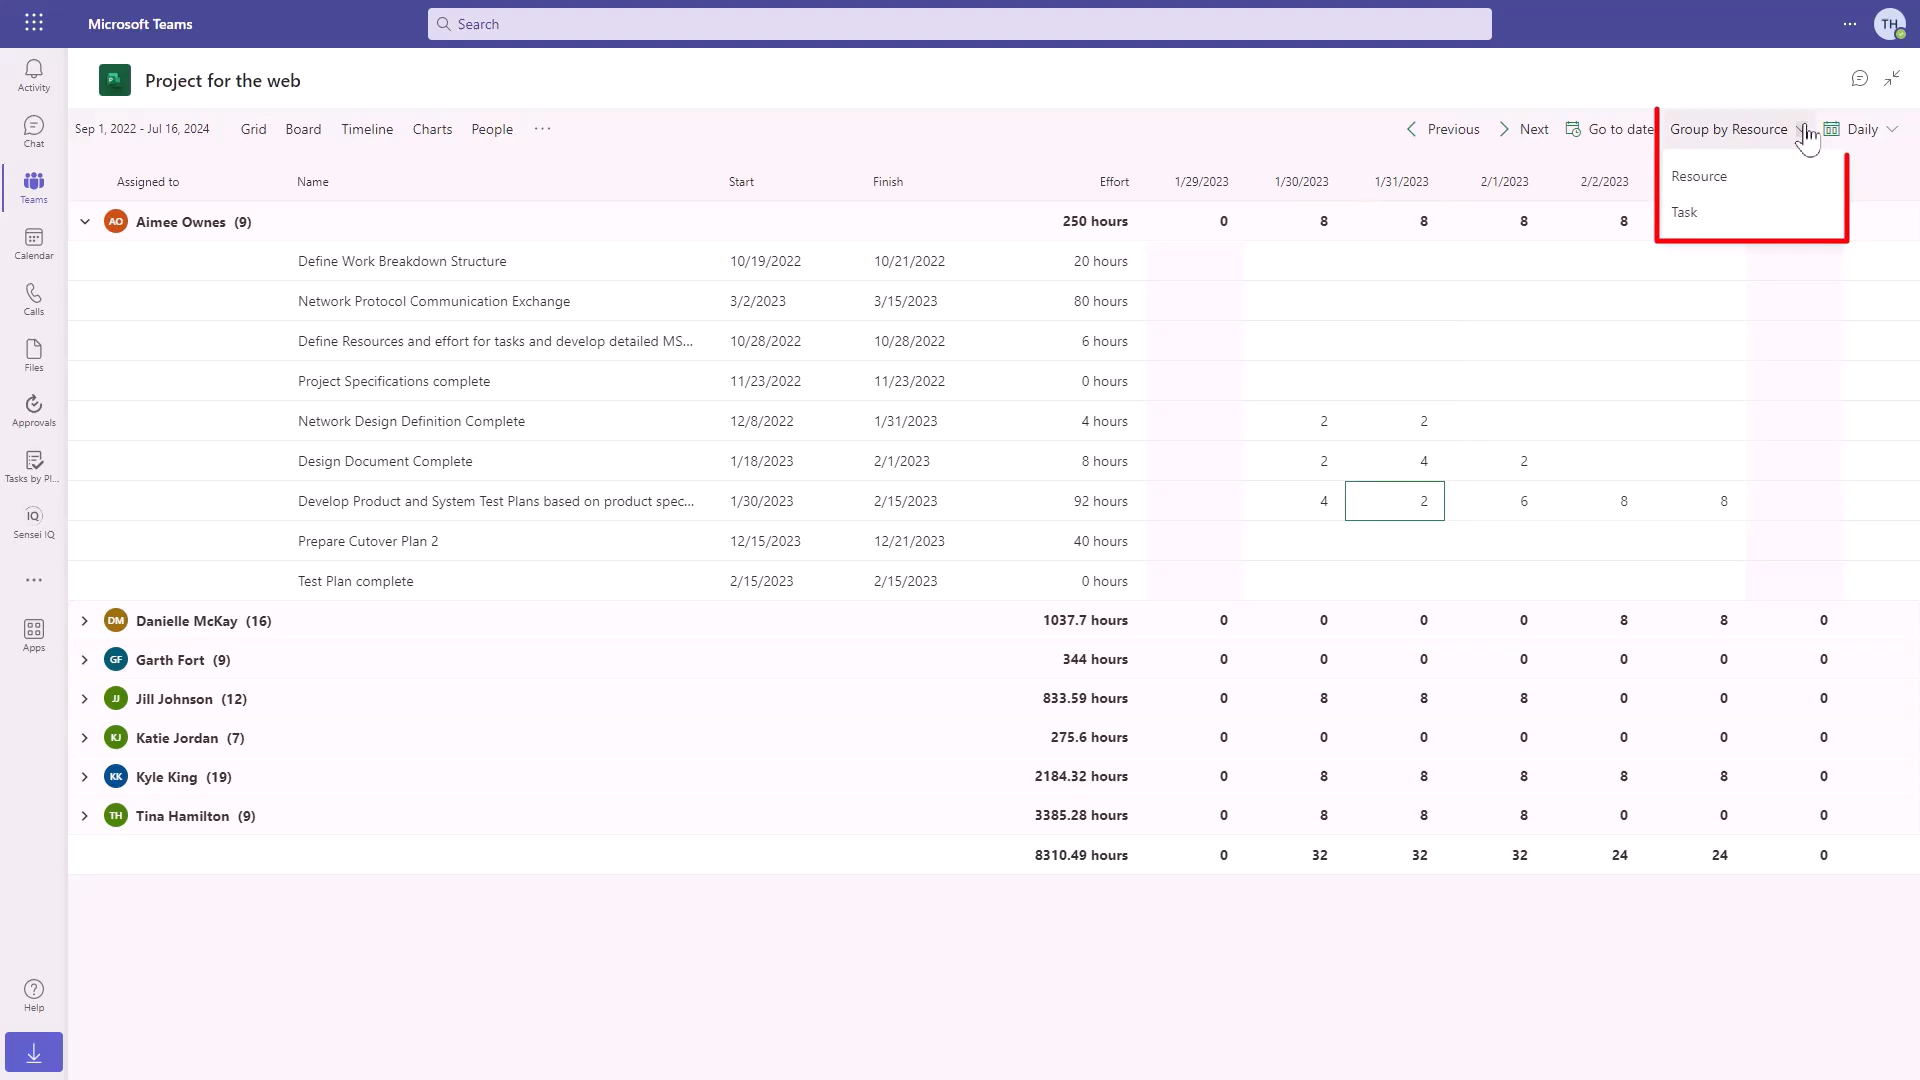 Microsoft Teams
Search
TH
Activity
Chat
Teams
Calendar
Calls
Files
Approvals
Tasks by Pl...
IQ
Sensei IQ
Apps
Help
Project for the web
Sep 1, 2022 - Jul 16, 2024 Grid Board Timeline Charts People ··· Previous Next Go to date Group by Resource Daily
Resource
Task
Assigned to Name Start Finish Effort 1/29/2023 1/30/2023 1/31/2023 2/1/2023 2/2/2023
AO Aimee Ownes (9) 250 hours 0 8 8 8 8
Define Work Breakdown Structure 10/19/2022 10/21/2022 20 hours
Network Protocol Communication Exchange 3/2/2023 3/15/2023 80 hours
Define Resources and effort for tasks and develop detailed MS... 10/28/2022 10/28/2022 6 hours
Project Specifications complete 11/23/2022 11/23/2022 0 hours
Network Design Definition Complete 12/8/2022 1/31/2023 4 hours 2 2
Design Document Complete 1/18/2023 2/1/2023 8 hours 2 4 2
Develop Product and System Test Plans based on product spec... 1/30/2023 2/15/2023 92 hours 4 2 6 8 8
Prepare Cutover Plan 2 12/15/2022 12/21/2022 40 hours
Test Plan complete 2/15/2023 2/15/2023 0 hours
DM Danielle McKay (16) 1037.7 hours 0 0 0 0 8 8 0
GF Garth Fort (9) 344 hours 0 0 0 0 0 0 0
JJ Jill Johnson (12) 833.59 hours 0 8 8 8 0 0 0
KJ Katie Jordan (7) 275.6 hours 0 0 0 0 0 0 0
KK Kyle King (19) 2184.32 hours 0 8 8 8 8 8 0
TH Tina Hamilton (9) 3385.28 hours 0 8 8 8 0 0 0
8310.49 hours 0 32 32 32 24 24 0